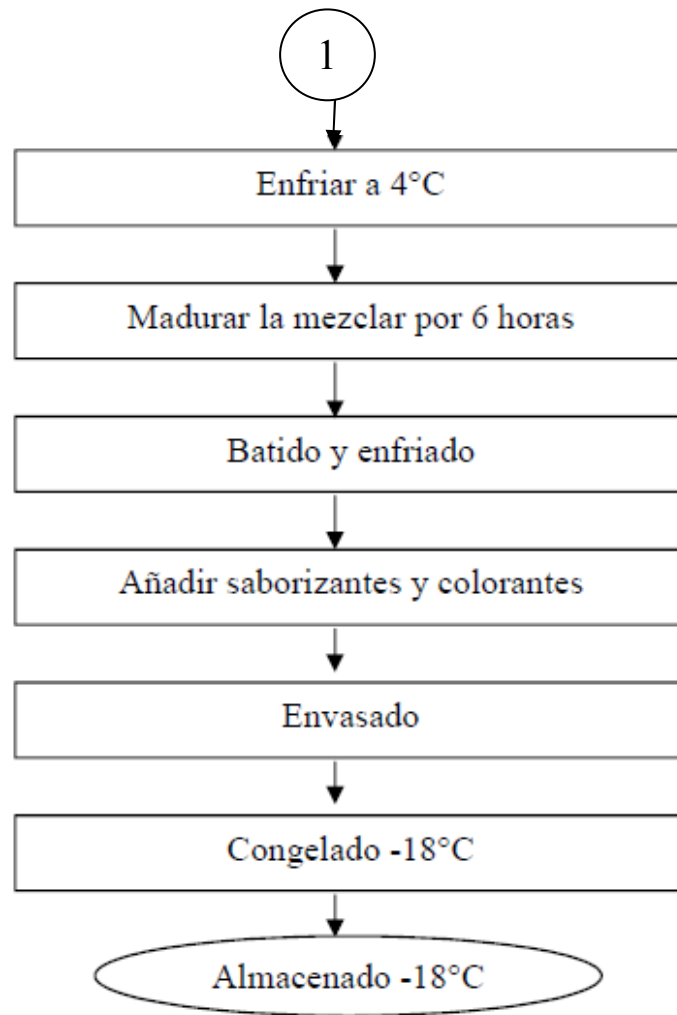 1
Enfriar a 4°C
Madurar la mezclar por 6 horas
Batido y enfriado
Añadir saborizantes y colorantes
Envasado
Congelado -18°C
Almacenado -18°C